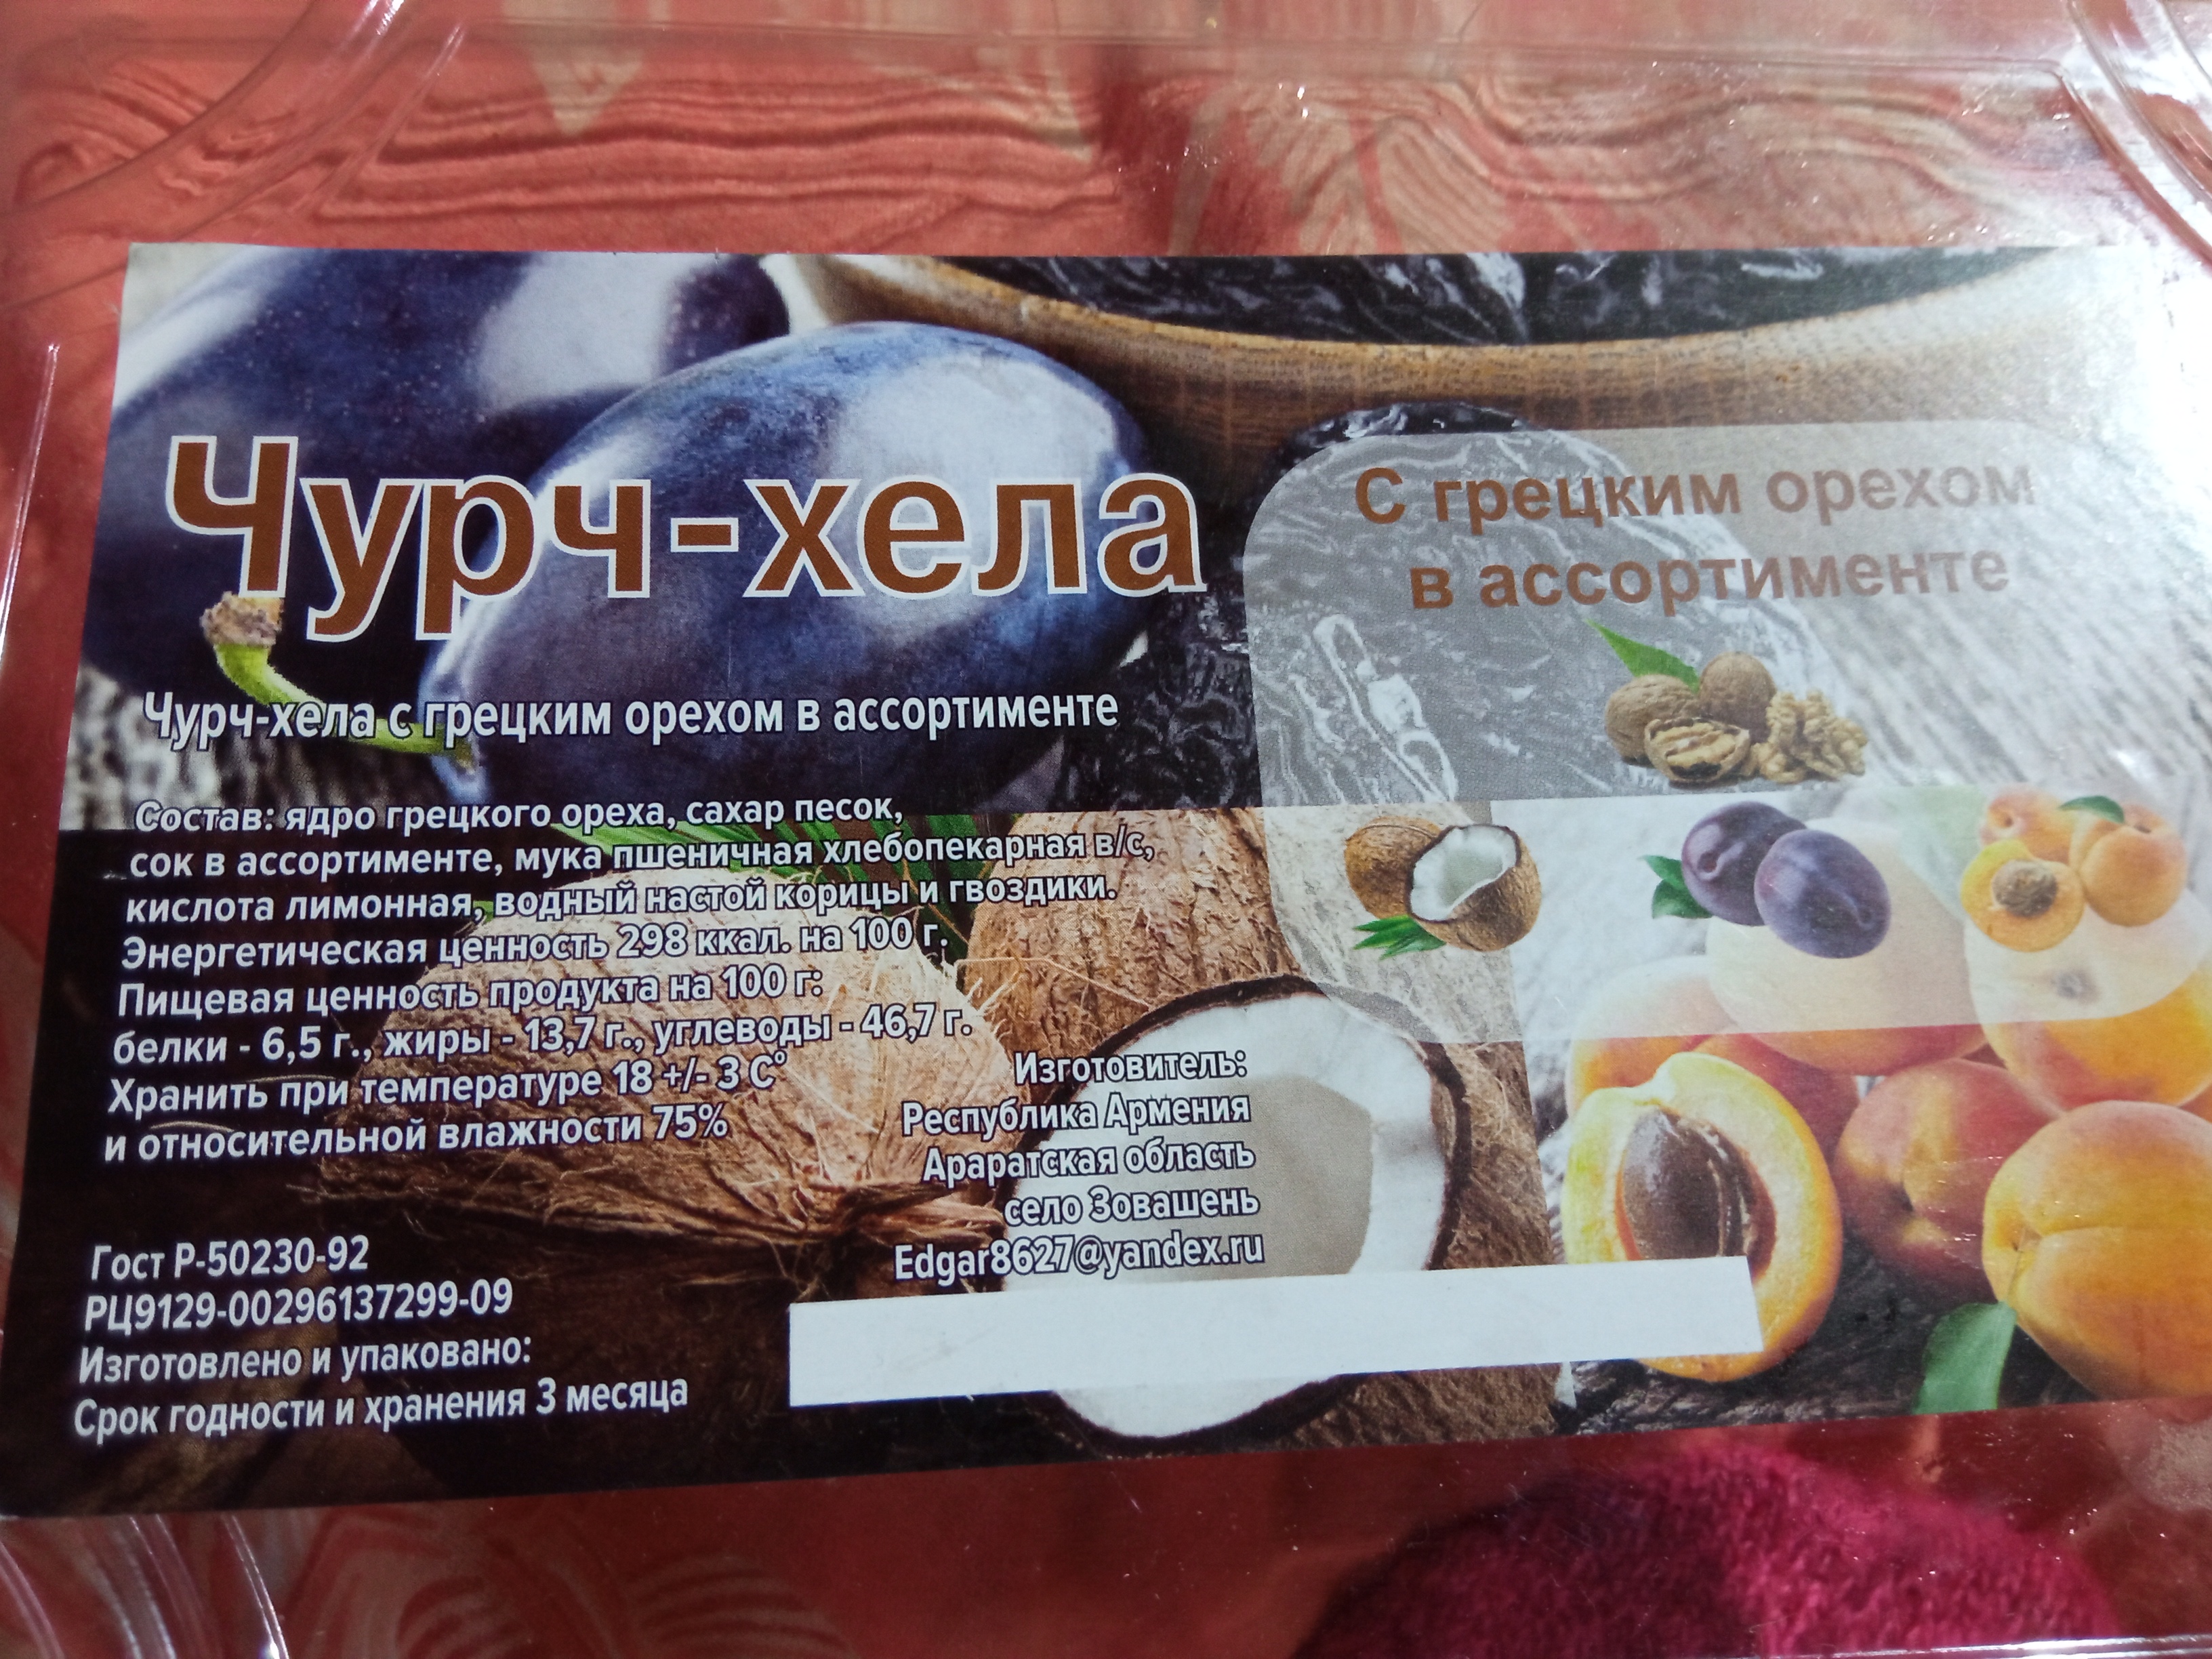 Чурч-хела
С грецким орехом
в ассортименте
Чурч-хела с грецким орехом в ассортименте
Состав: ядро грецкого ореха, сахар песок,
сок в ассортименте, мука пшеничная хлебопекарная в/с,
кислота лимонная, водный настой корицы и гвоздики.
Энергетическая ценность 298 ккал. на 100 г.
Пищевая ценность продукта на 100 г:
белки - 6,5 г., жиры - 13,7 г., углеводы - 46,7 г.
Хранить при температуре 18 +/- 3 С°
и относительной влажности 75%
Изготовитель:
Республика Армения
Араратская область
село Зовашень
Edgar8627@yandex.ru
Гост Р-50230-92
РЦ9129-00296137299-09
Изготовлено и упаковано:
Срок годности и хранения 3 месяца